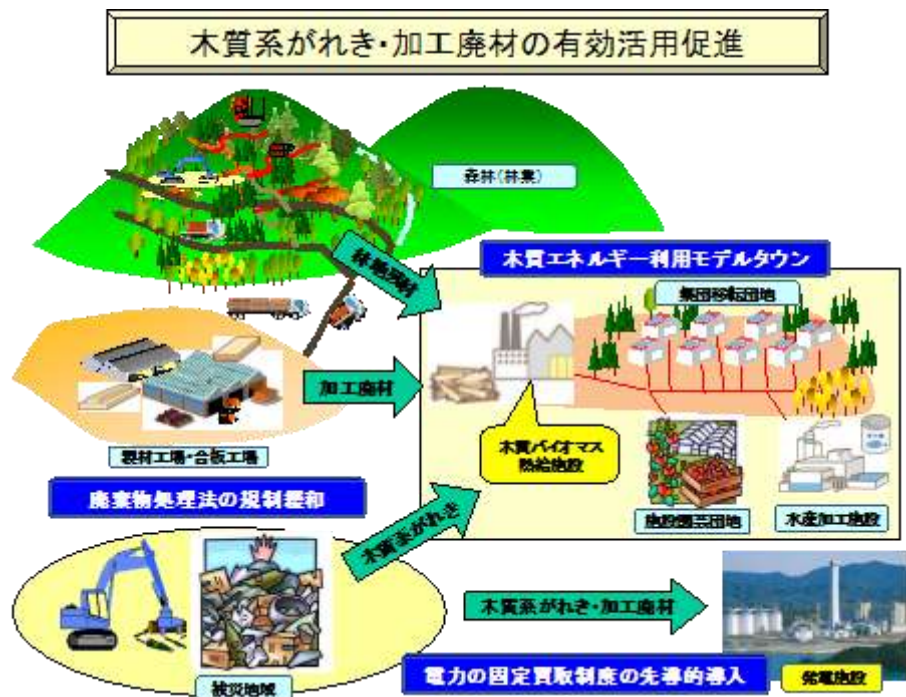 木質系がれき・加工廃材の有効活用促進
森林(林業)
林地残材
木質エネルギー利用モデルタウン
集団移転団地
加工廃材
木質バイオマス
熱供給施設
製材工場・合板工場
廃棄物処理法の規制緩和
木質系がれき
施設園芸団地
水産加工施設
木質系がれき・加工廃材
被災地域
電力の固定買取制度の先導的導入
発電施設